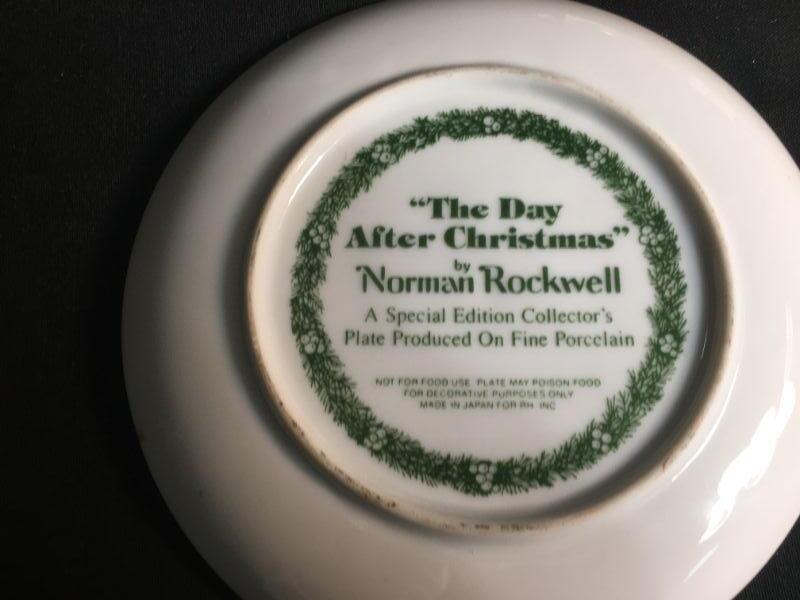 "The Day
After Christmas"
by
Norman Rockwell
A Special Edition Collector's
Plate Produced On Fine Porcelain
NOT FOR FOOD USE PLATE MAY POISON FOOD
FOR DECORATIVE PURPOSES ONLY
MADE IN JAPAN FOR RH INC